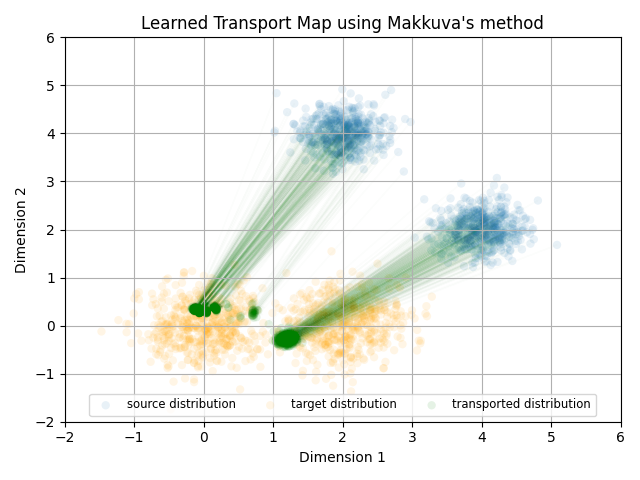 Learned Transport Map using Makkuva's method
6
5
4
3
2
1
0
−1
−2
Dimension 2
source distribution target distribution transported distribution
−2 −1 0 1 2 3 4 5 6
Dimension 1